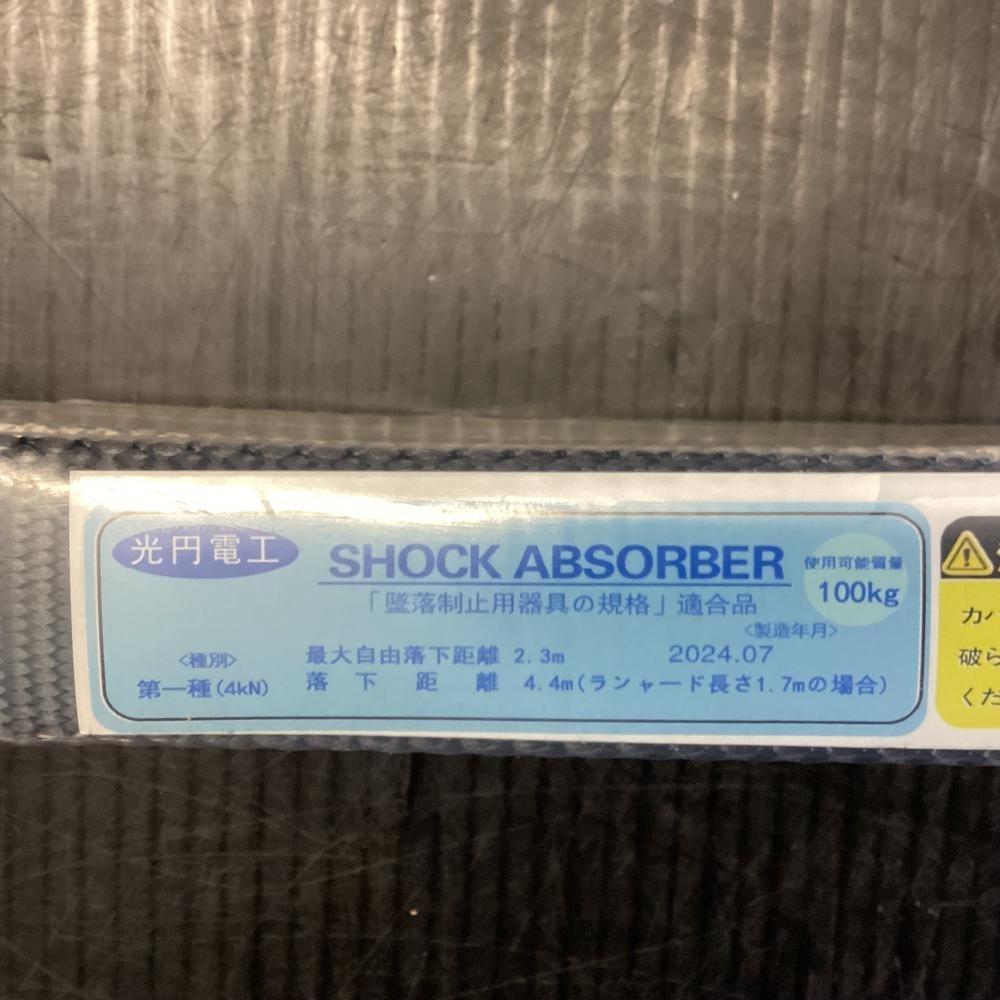 光円電工
SHOCK ABSORBER
使用可能質量
100kg
「墜落制止用器具の規格」適合品
<製造年月>
<種別>
最大自由落下距離 2.3m
2024.07
第一種(4kN)
落下距離 4.4m(ランャード長さ1.7mの場合)
カバ
破ら
くだ